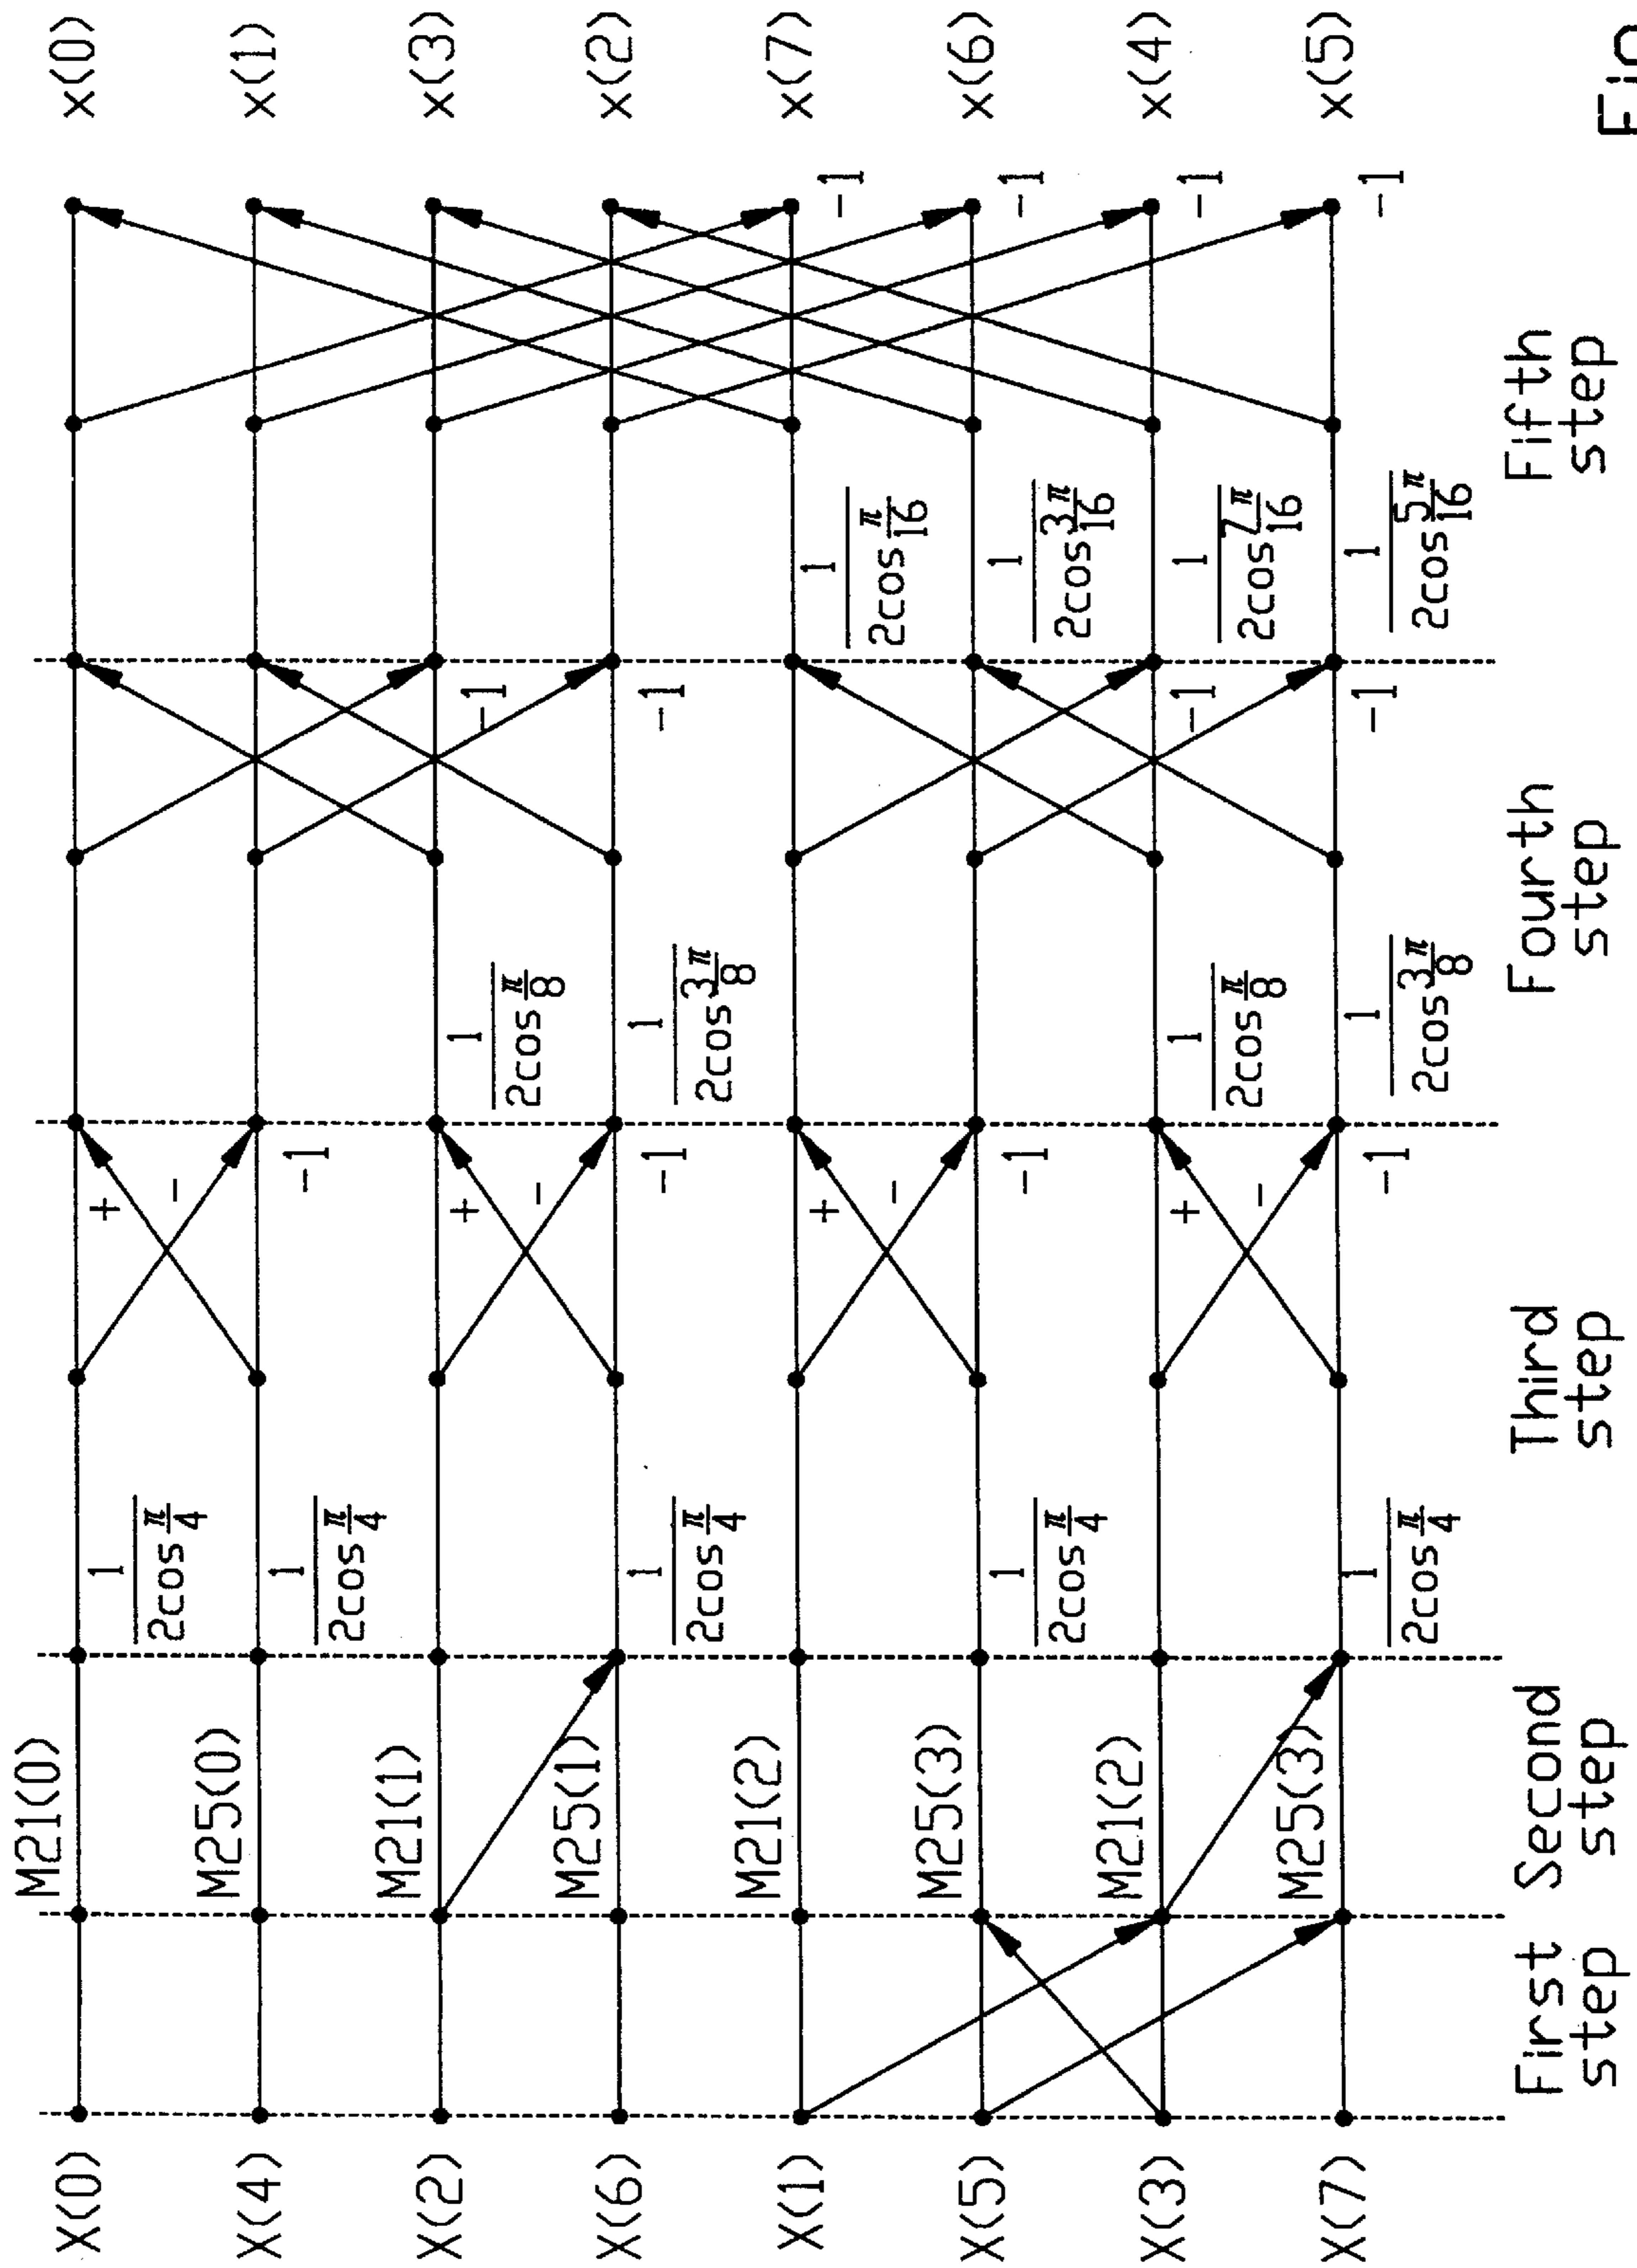 X(0)
M21(0)
1/2cos π/4
+
-
x(0)
X(4)
M25(0)
1/2cos π/4
-1
x(1)
X(2)
M21(1)
+
-
1/2cos π/8
-1
x(3)
X(6)
M25(1)
1/2cos π/4
-1
1/2cos 3π/8
-1
x(2)
X(1)
M21(2)
+
-
1/2cos π/16
-1
x(7)
X(5)
M25(3)
1/2cos π/4
-1
1/2cos 3π/16
-1
x(6)
X(3)
M21(2)
+
-
1/2cos π/8
-1
1/2cos 7π/16
-1
x(4)
X(7)
M25(3)
1/2cos π/4
-1
1/2cos 3π/8
-1
1/2cos 5π/16
-1
x(5)
First step
Second step
Third step
Fourth step
Fifth step